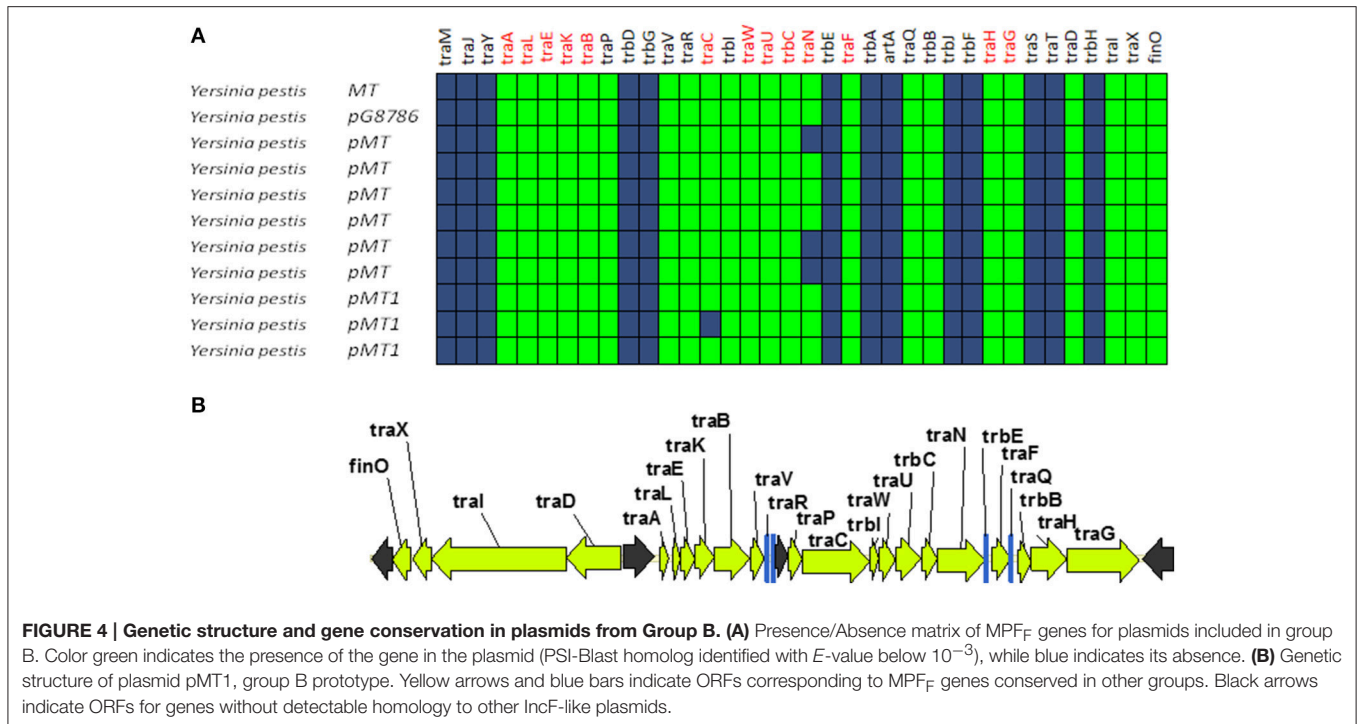 A
traM traJ traY traA traL traE traK traB traP trbD trbG traV traR traC trbI traW traU trbC traN trbE traF trbA artA traQ trbB trbJ trbF traH traG traS traT traD trbH traI traX finO
Yersinia pestis MT
Yersinia pestis pG8786
Yersinia pestis pMT
Yersinia pestis pMT
Yersinia pestis pMT
Yersinia pestis pMT
Yersinia pestis pMT
Yersinia pestis pMT
Yersinia pestis pMT1
Yersinia pestis pMT1
Yersinia pestis pMT1
B
finO traX traI traD traA traL traE traK traB traV traR traP traC trbI traW traU trbC traN trbE traF traQ trbB traH traG
FIGURE 4 | Genetic structure and gene conservation in plasmids from Group B. (A) Presence/Absence matrix of MPF_F genes for plasmids included in group
B. Color green indicates the presence of the gene in the plasmid (PSI-Blast homolog identified with E-value below 10⁻³), while blue indicates its absence. (B) Genetic
structure of plasmid pMT1, group B prototype. Yellow arrows and blue bars indicate ORFs corresponding to MPF_F genes conserved in other groups. Black arrows
indicate ORFs for genes without detectable homology to other IncF-like plasmids.